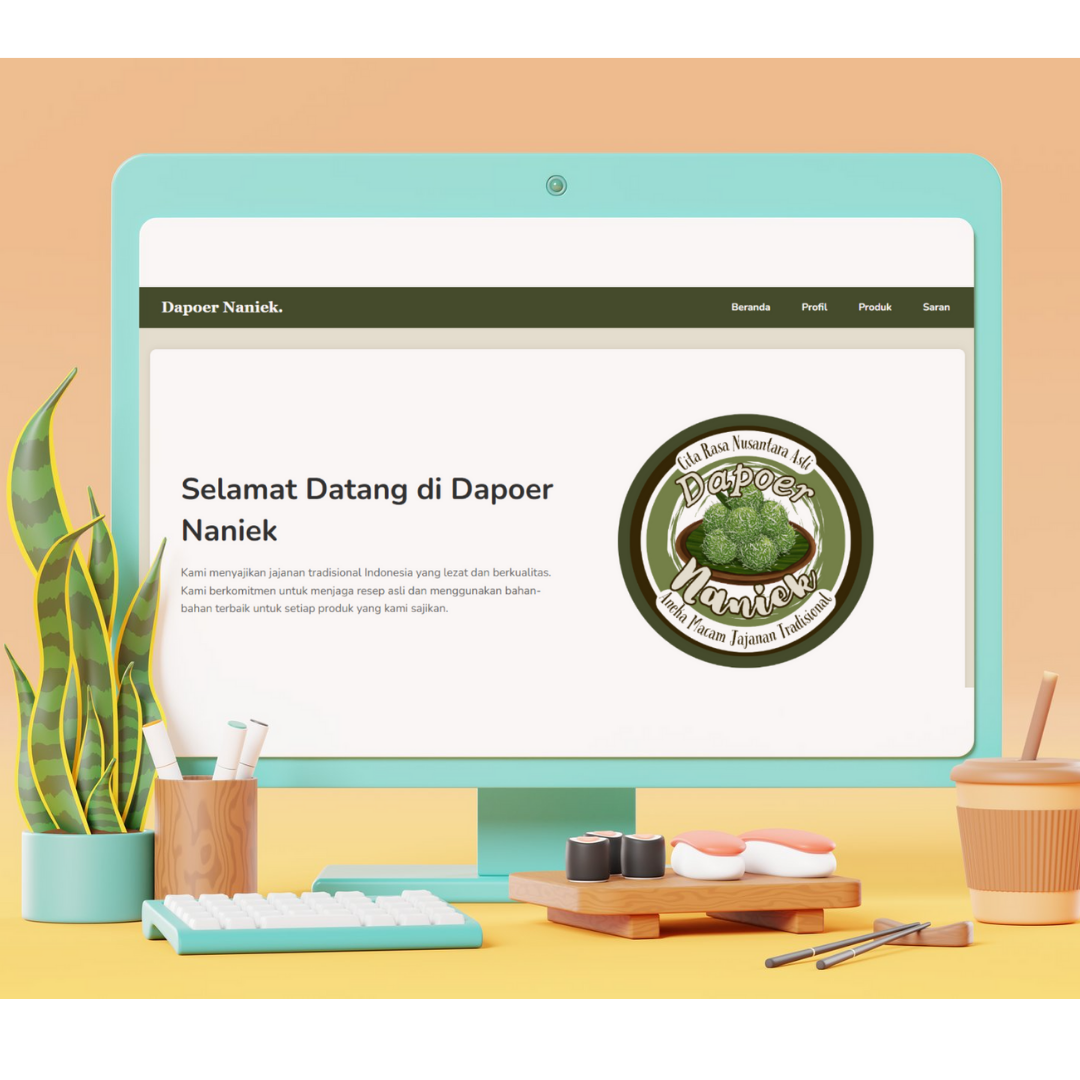 Dapoer Naniek.
Beranda Profil Produk Saran
Selamat Datang di Dapoer
Naniek
Kami menyajikan jajanan tradisional Indonesia yang lezat dan berkualitas.
Kami berkomitmen untuk menjaga resep asli dan menggunakan bahan-
bahan terbaik untuk setiap produk yang kami sajikan.
Cita Rasa Nusantara Asli
Dapoer
Naniek
Aneka Macam Jajanan Tradisional